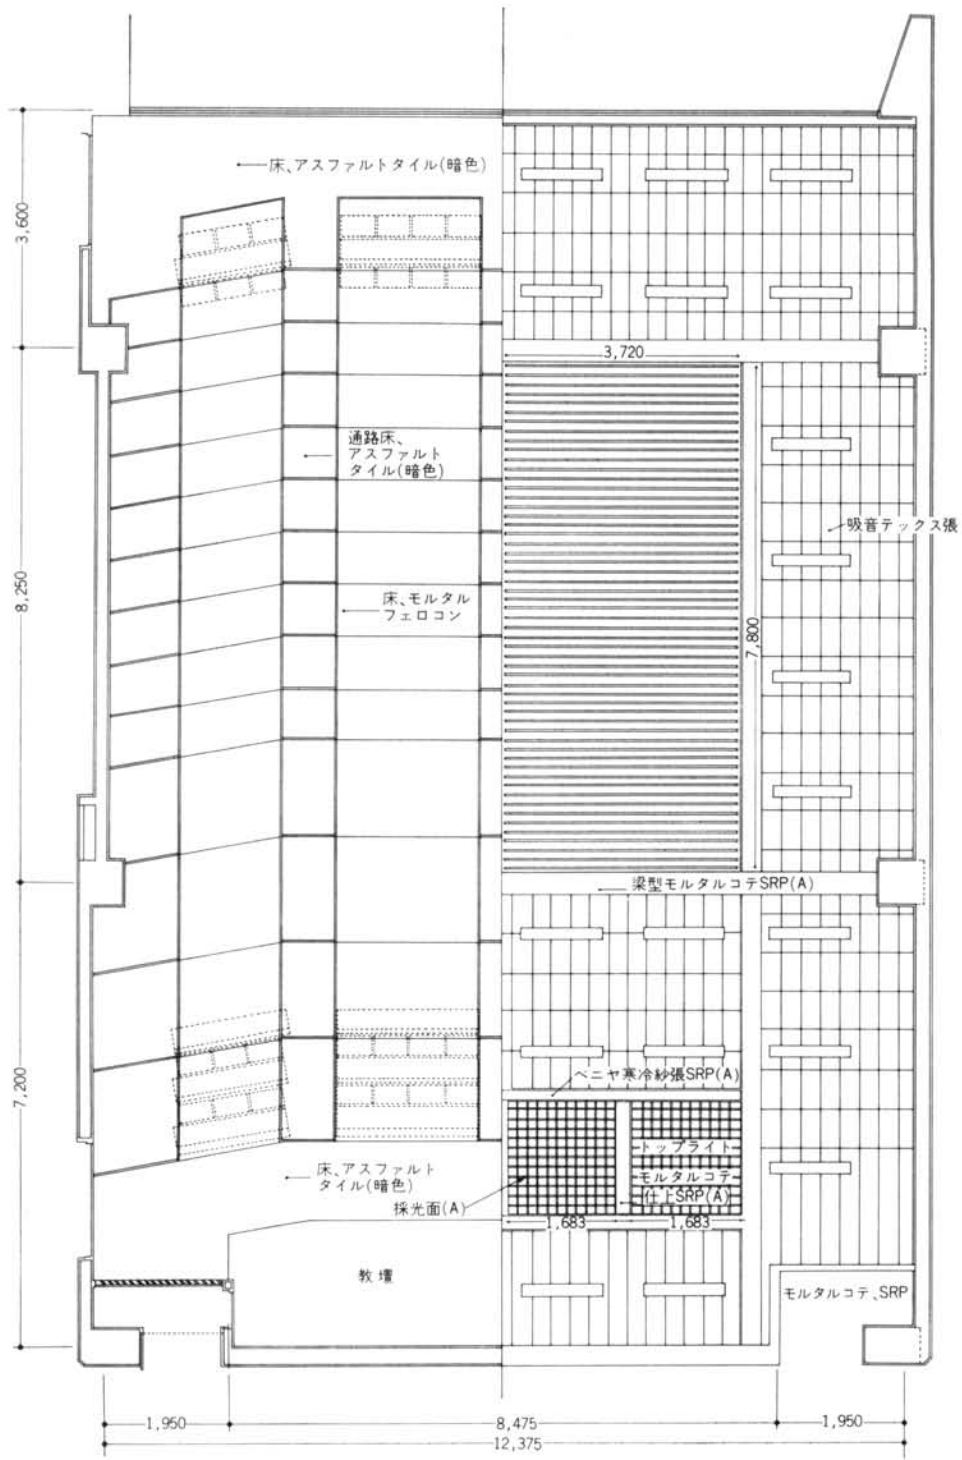 床、アスファルトタイル(暗色)
3,600
3,720
通路床、
アスファルト
タイル(暗色)
吸音テックス張
8,250
床、モルタル
フェロコン
7,800
梁型モルタルコテSRP(A)
ベニヤ寒冷紗張SRP(A)
7,200
トップライト
モルタルコテ
仕上SRP(A)
床、アスファルト
タイル(暗色)
採光面(A)
1,683
1,683
教壇
モルタルコテ、SRP
1,950
8,475
1,950
12,375